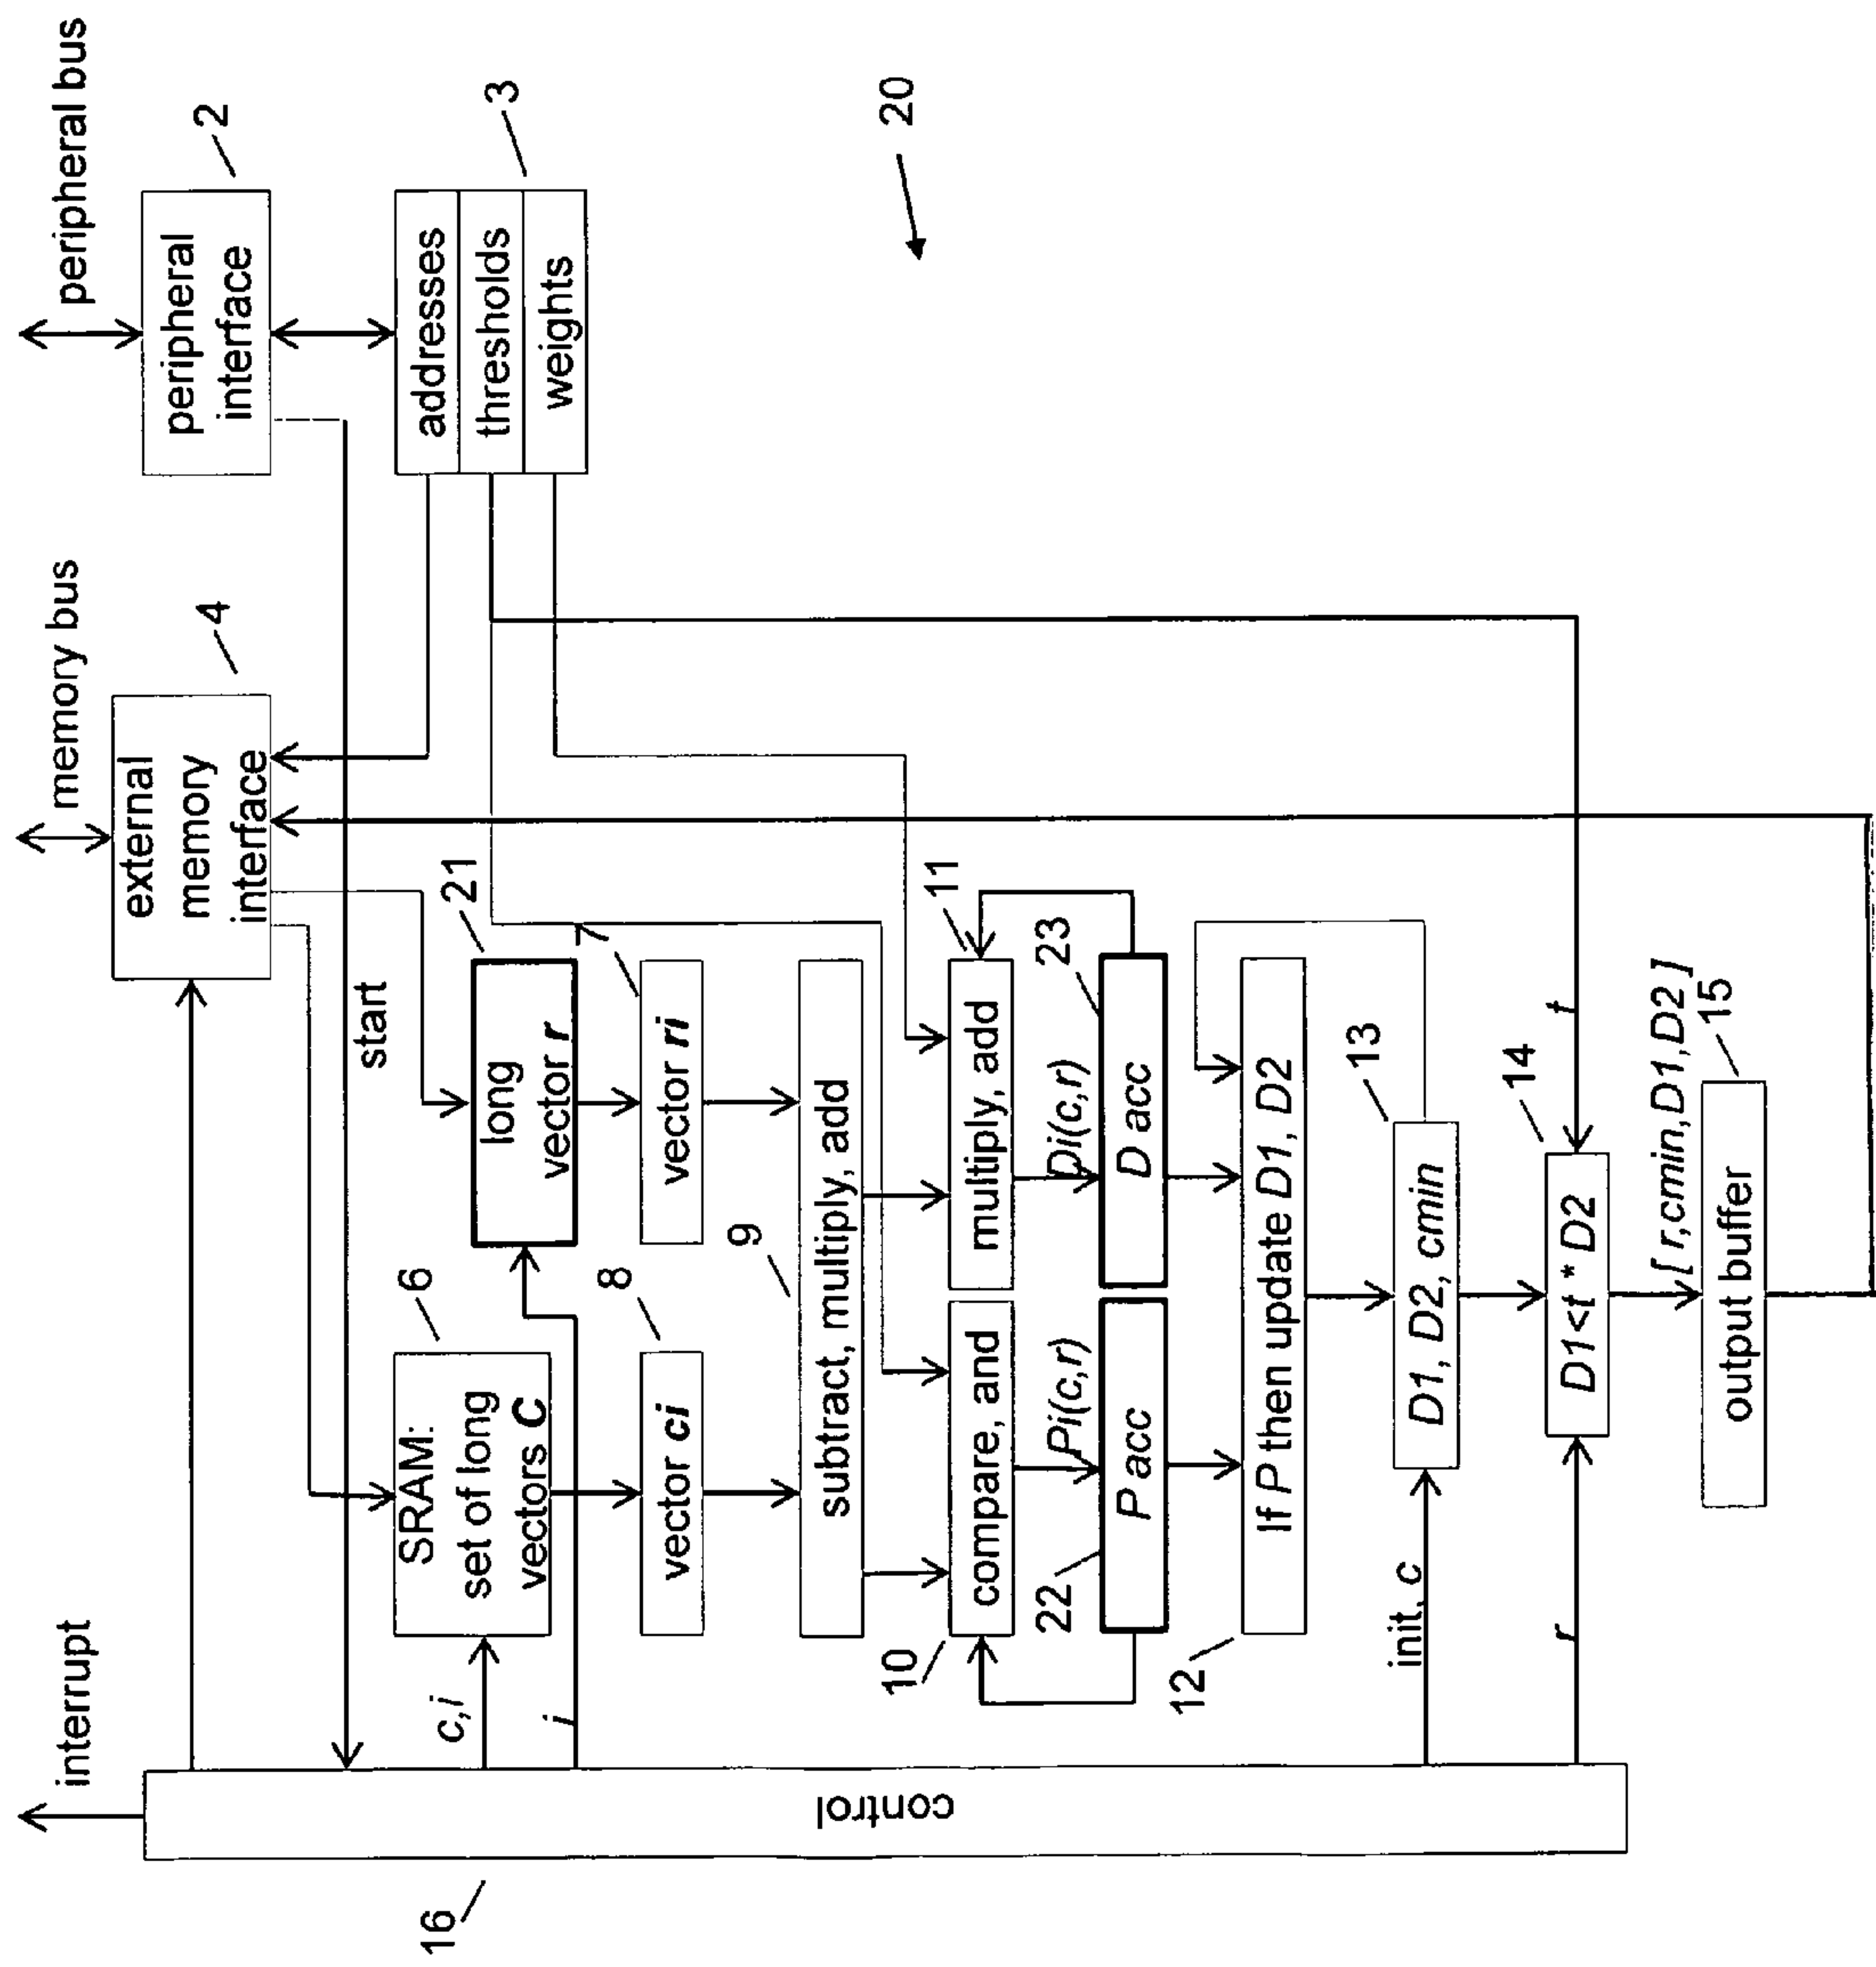 interrupt
memory bus
peripheral bus
16
control
external
memory
interface
4
peripheral
interface
2
start
addresses
thresholds
weights
3
20
c,i
i
SRAM:
set of long
vectors C
6
long
vector r
21
vector ci
8
vector ri
7
subtract, multiply, add
9
compare, and
10
multiply, add
11
Pi(c,r)
Di(c,r)
P acc
22
D acc
23
If P then update D1, D2
12
init, c
D1, D2, cmin
13
r
D1<t * D2
14
t
[r,cmin,D1,D2]
output buffer
15